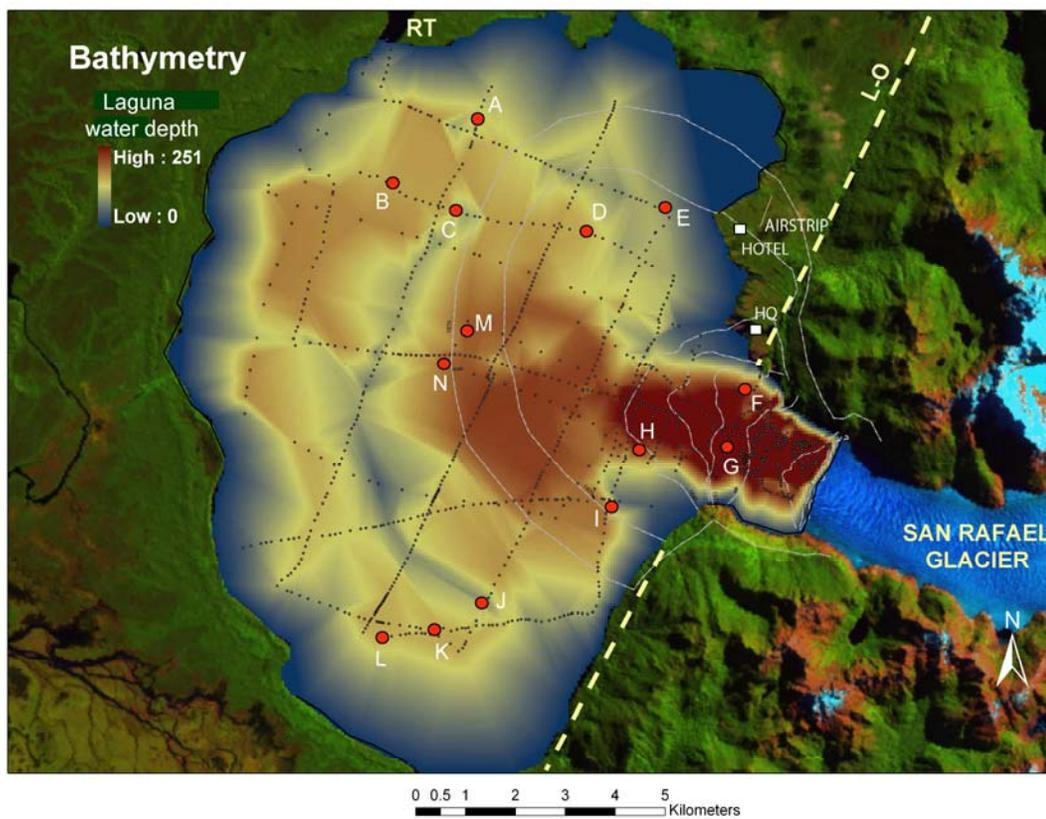 RT
Bathymetry
Laguna
water depth
High : 251
Low : 0
L-O
A
B
C
D
E
AIRSTRIP
HOTEL
HQ
M
N
F
H
G
I
SAN RAFAEL
GLACIER
J
K
L
N
0 0.5 1 2 3 4 5
Kilometers